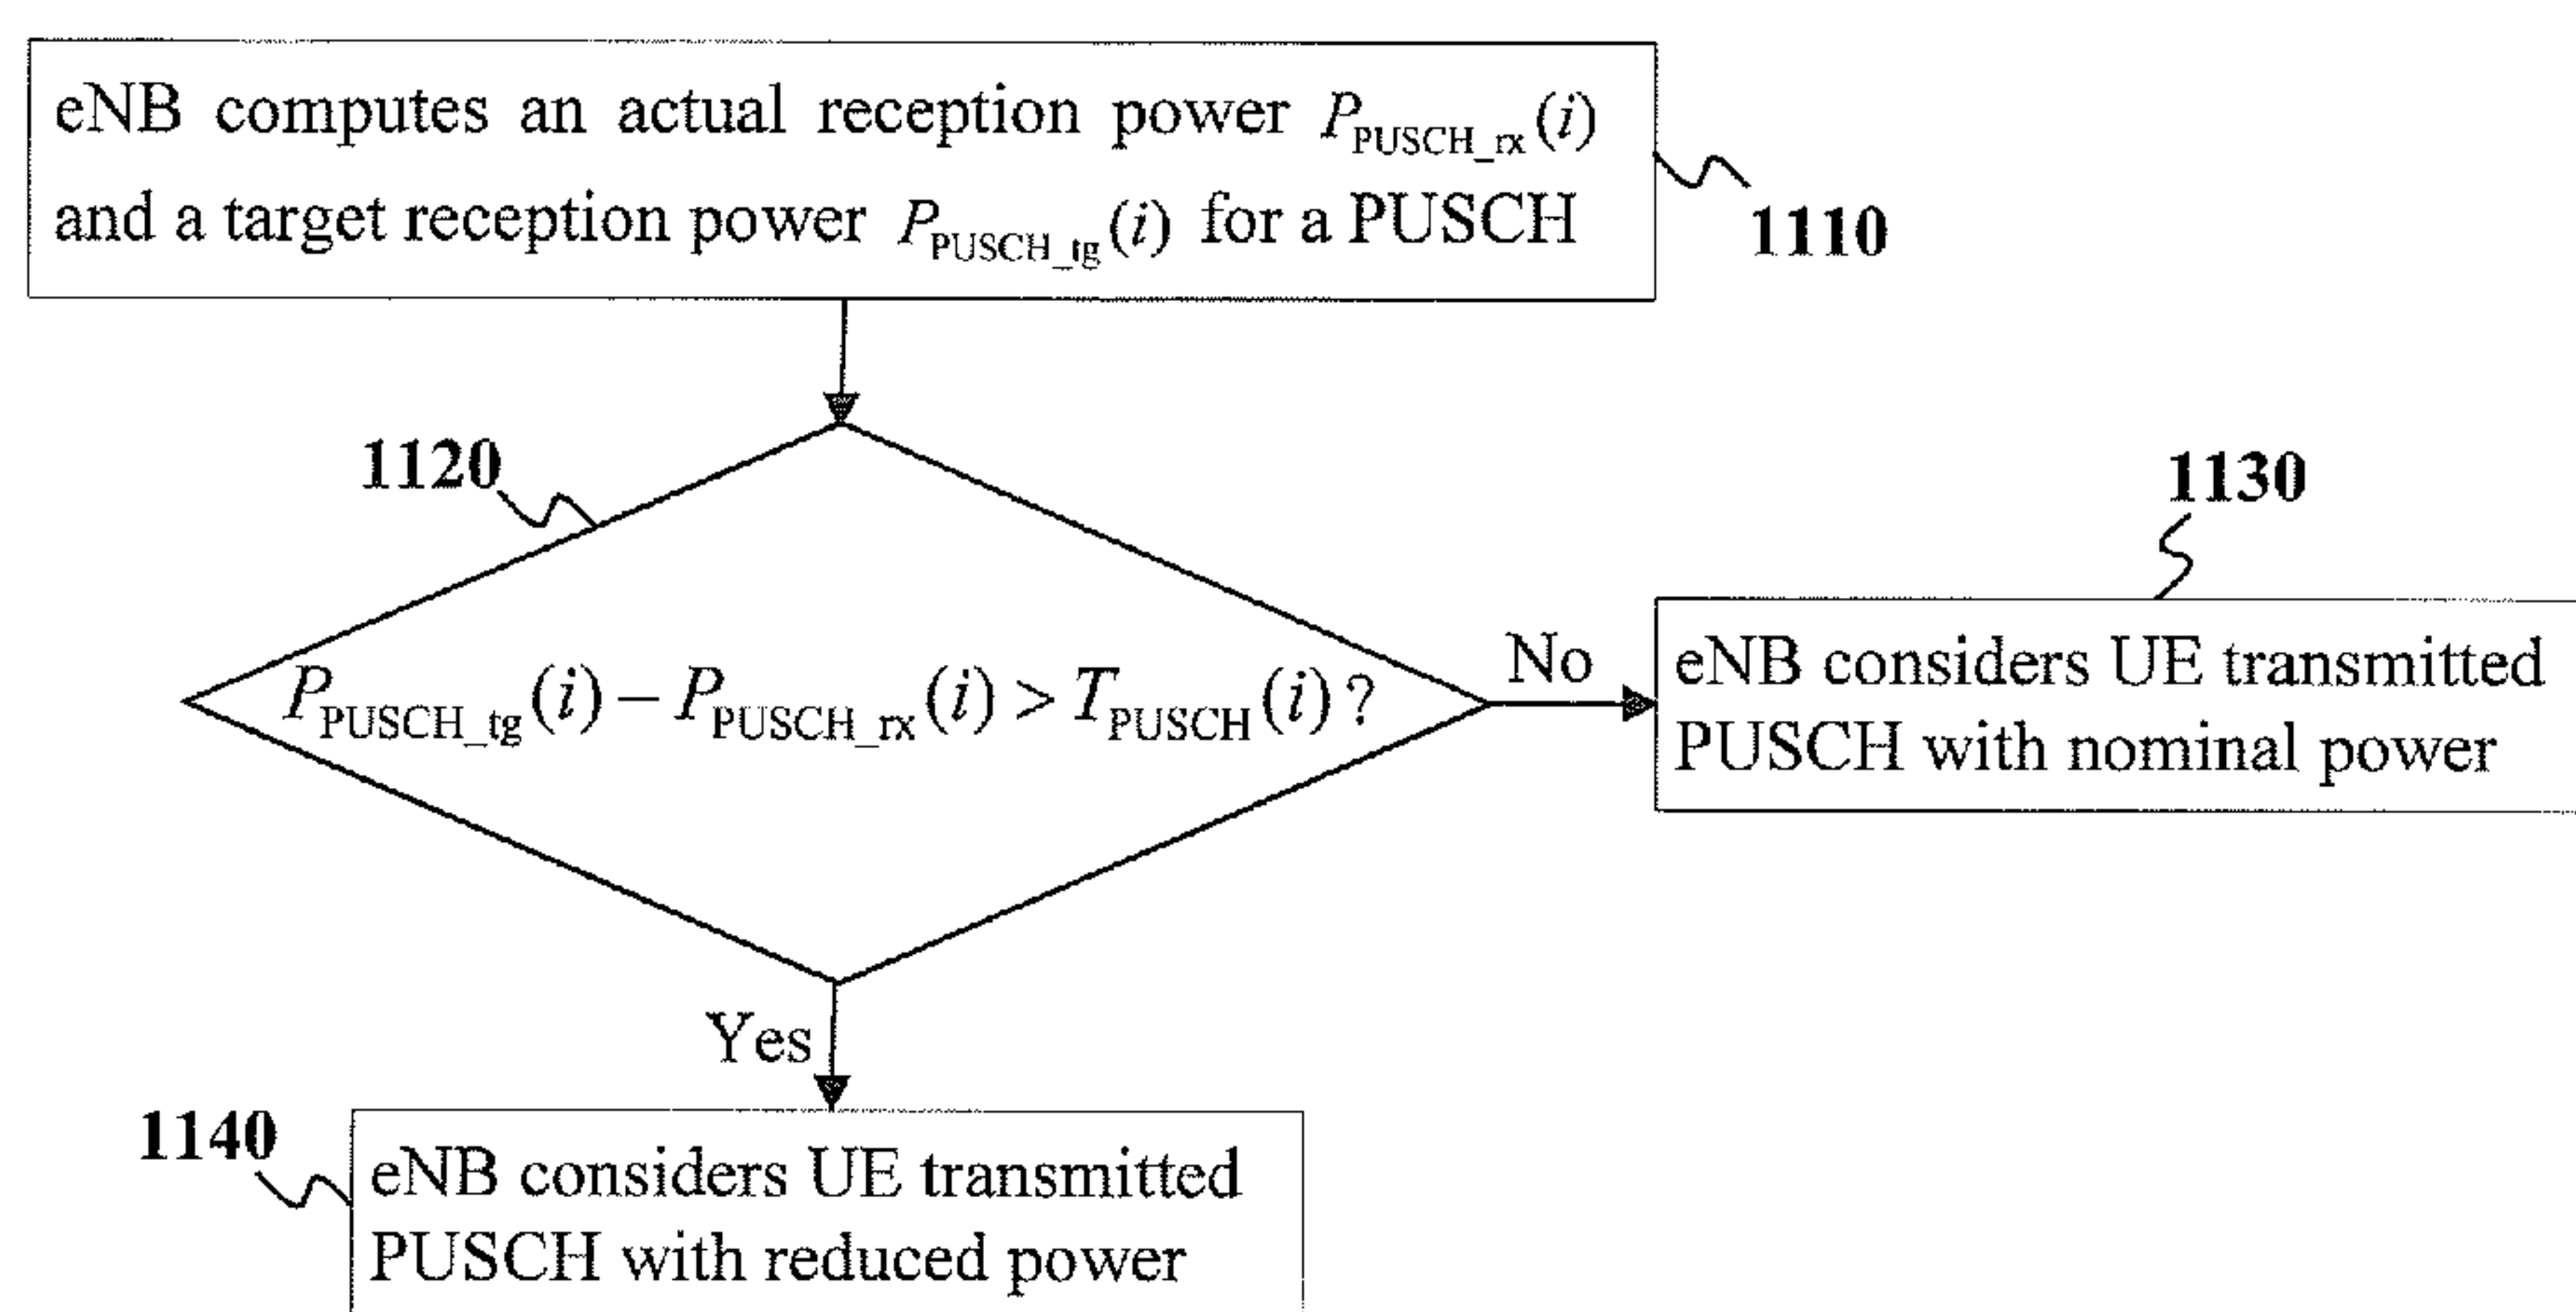 eNB computes an actual reception power P_PUSCH_rx(i)
and a target reception power P_PUSCH_tg(i) for a PUSCH
1110
1120
1130
P_PUSCH_tg(i) – P_PUSCH_rx(i) > T_PUSCH(i) ?
No
eNB considers UE transmitted
PUSCH with nominal power
Yes
1140
eNB considers UE transmitted
PUSCH with reduced power